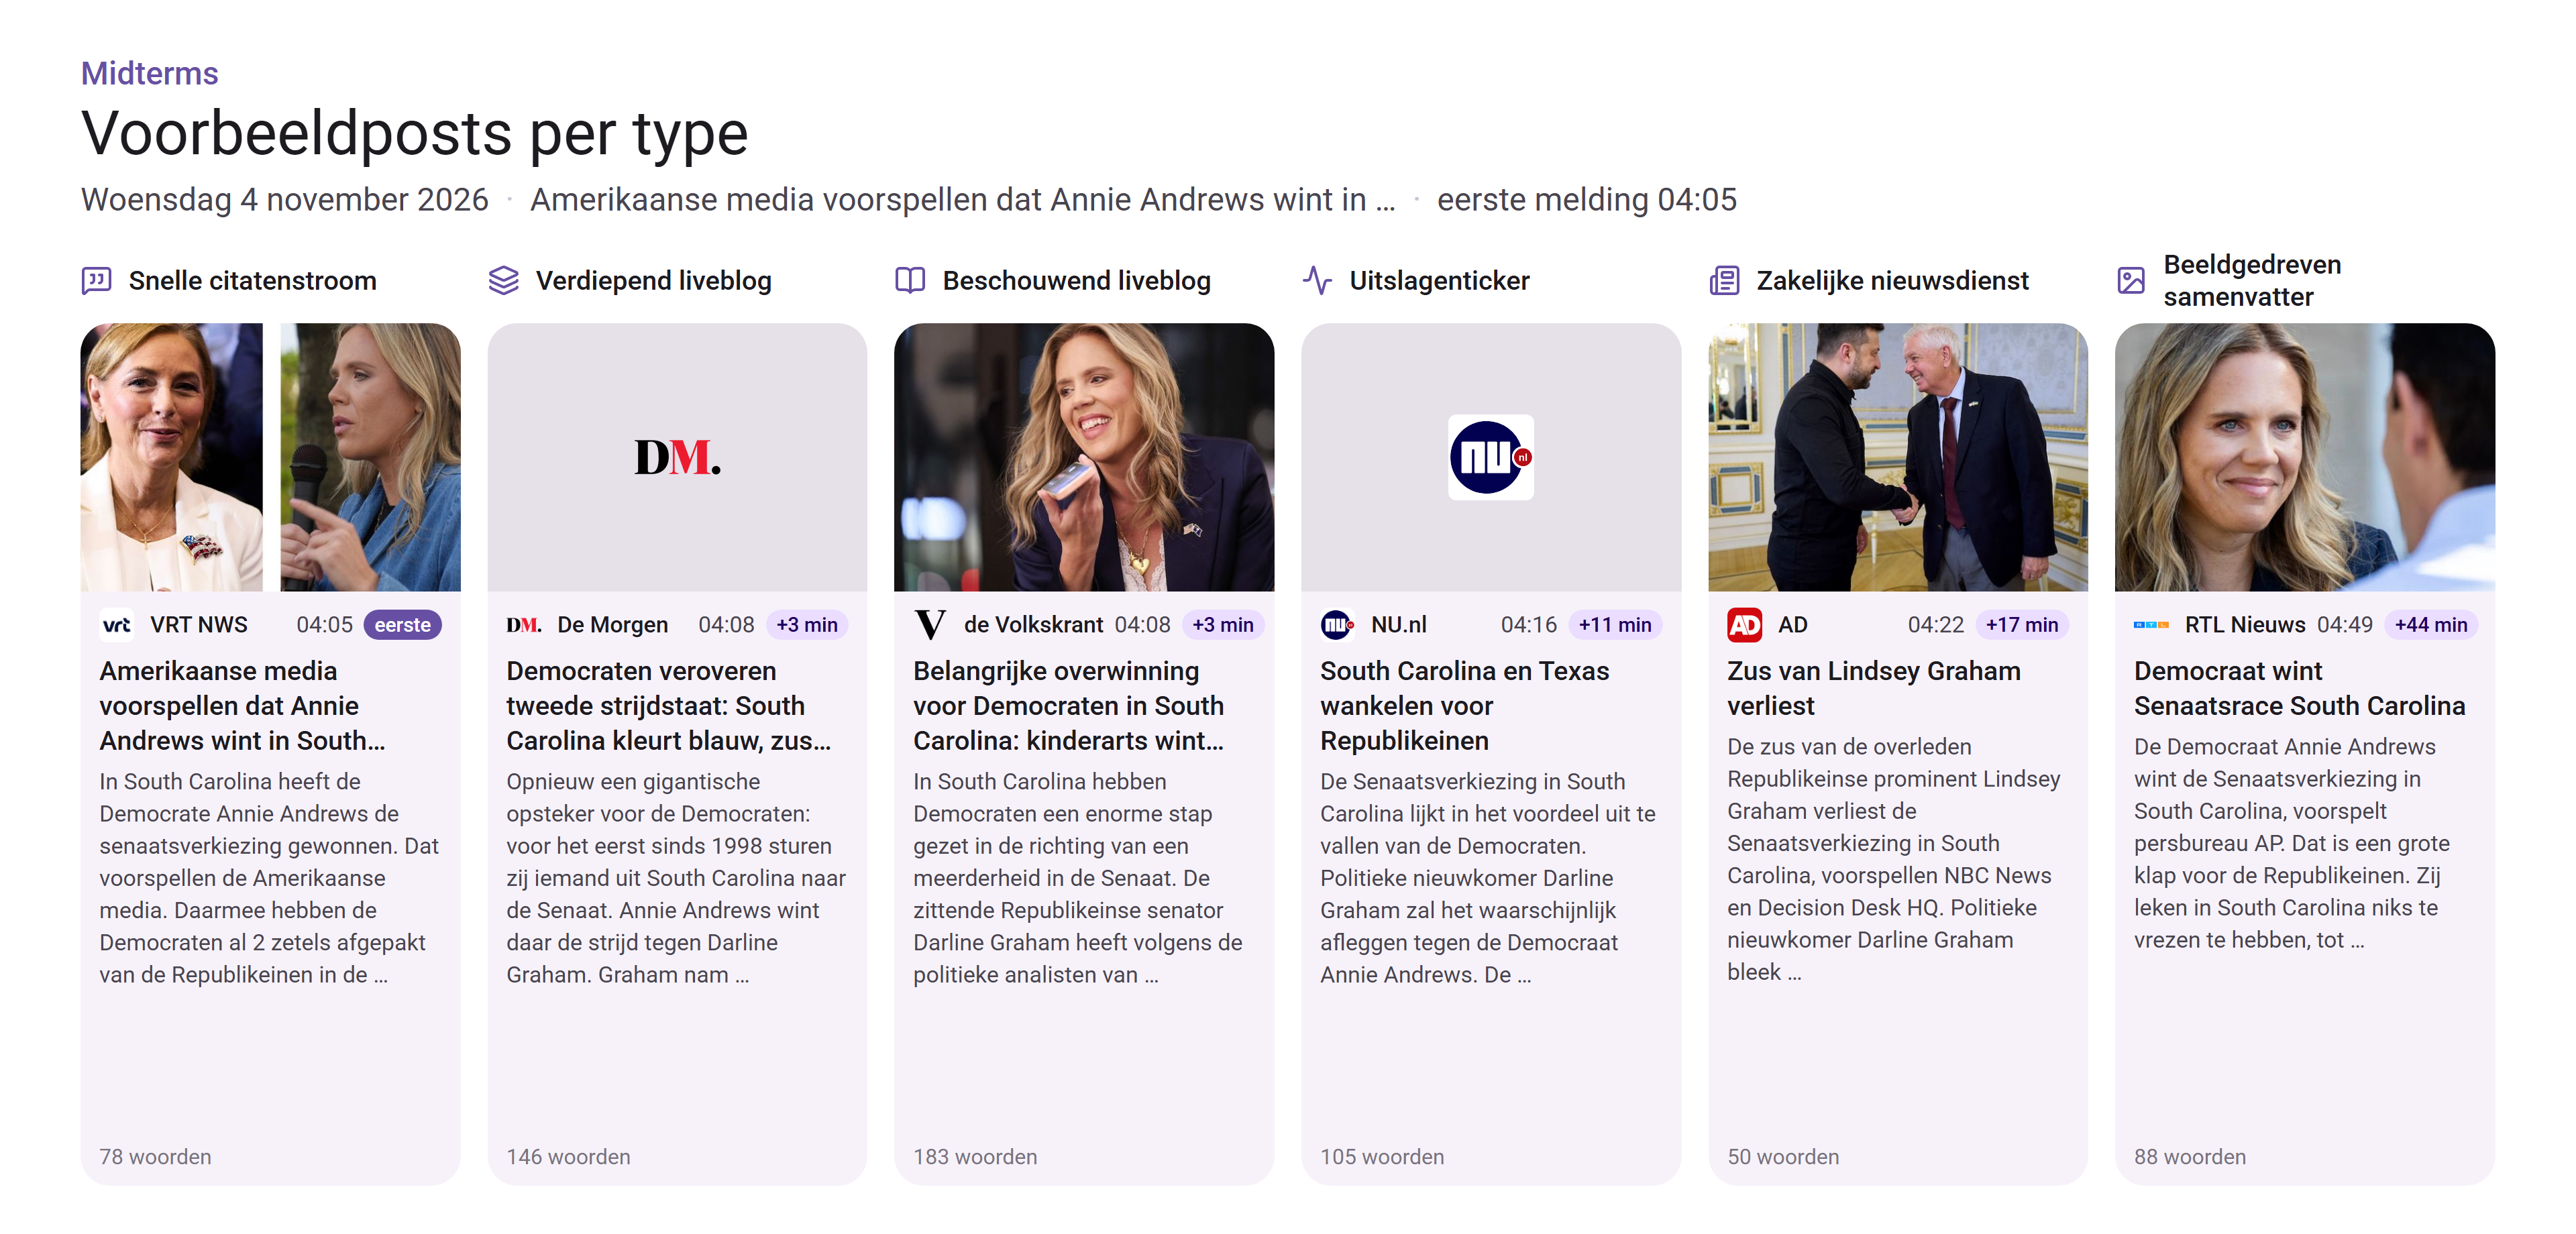 Midterms
Voorbeeldposts per type
Woensdag 4 november 2026 · Amerikaanse media voorspellen dat Annie Andrews wint in ... · eerste melding 04:05
Snelle citatenstroom
vrt VRT NWS 04:05 eerste
Amerikaanse media
voorspellen dat Annie
Andrews wint in South...
In South Carolina heeft de
Democrate Annie Andrews de
senaatsverkiezing gewonnen. Dat
voorspellen de Amerikaanse
media. Daarmee hebben de
Democraten al 2 zetels afgepakt
van de Republikeinen in de ...
78 woorden
Verdiepend liveblog
DM.
DM. De Morgen 04:08 +3 min
Democraten veroveren
tweede strijdstaat: South
Carolina kleurt blauw, zus...
Opnieuw een gigantische
opsteker voor de Democraten:
voor het eerst sinds 1998 sturen
zij iemand uit South Carolina naar
de Senaat. Annie Andrews wint
daar de strijd tegen Darline
Graham. Graham nam ...
146 woorden
Beschouwend liveblog
V de Volkskrant 04:08 +3 min
Belangrijke overwinning
voor Democraten in South
Carolina: kinderarts wint...
In South Carolina hebben
Democraten een enorme stap
gezet in de richting van een
meerderheid in de Senaat. De
zittende Republikeinse senator
Darline Graham heeft volgens de
politieke analisten van ...
183 woorden
Uitslagenticker
nu nl
nu NU.nl 04:16 +11 min
South Carolina en Texas
wankelen voor
Republikeinen
De Senaatsverkiezing in South
Carolina lijkt in het voordeel uit te
vallen van de Democraten.
Politieke nieuwkomer Darline
Graham zal het waarschijnlijk
afleggen tegen de Democraat
Annie Andrews. De ...
105 woorden
Zakelijke nieuwsdienst
AD AD 04:22 +17 min
Zus van Lindsey Graham
verliest
De zus van de overleden
Republikeinse prominent Lindsey
Graham verliest de
Senaatsverkiezing in South
Carolina, voorspellen NBC News
en Decision Desk HQ. Politieke
nieuwkomer Darline Graham
bleek ...
50 woorden
Beeldgedreven
samenvatter
RTL RTL Nieuws 04:49 +44 min
Democraat wint
Senaatsrace South Carolina
De Democraat Annie Andrews
wint de Senaatsverkiezing in
South Carolina, voorspelt
persbureau AP. Dat is een grote
klap voor de Republikeinen. Zij
leken in South Carolina niks te
vrezen te hebben, tot ...
88 woorden